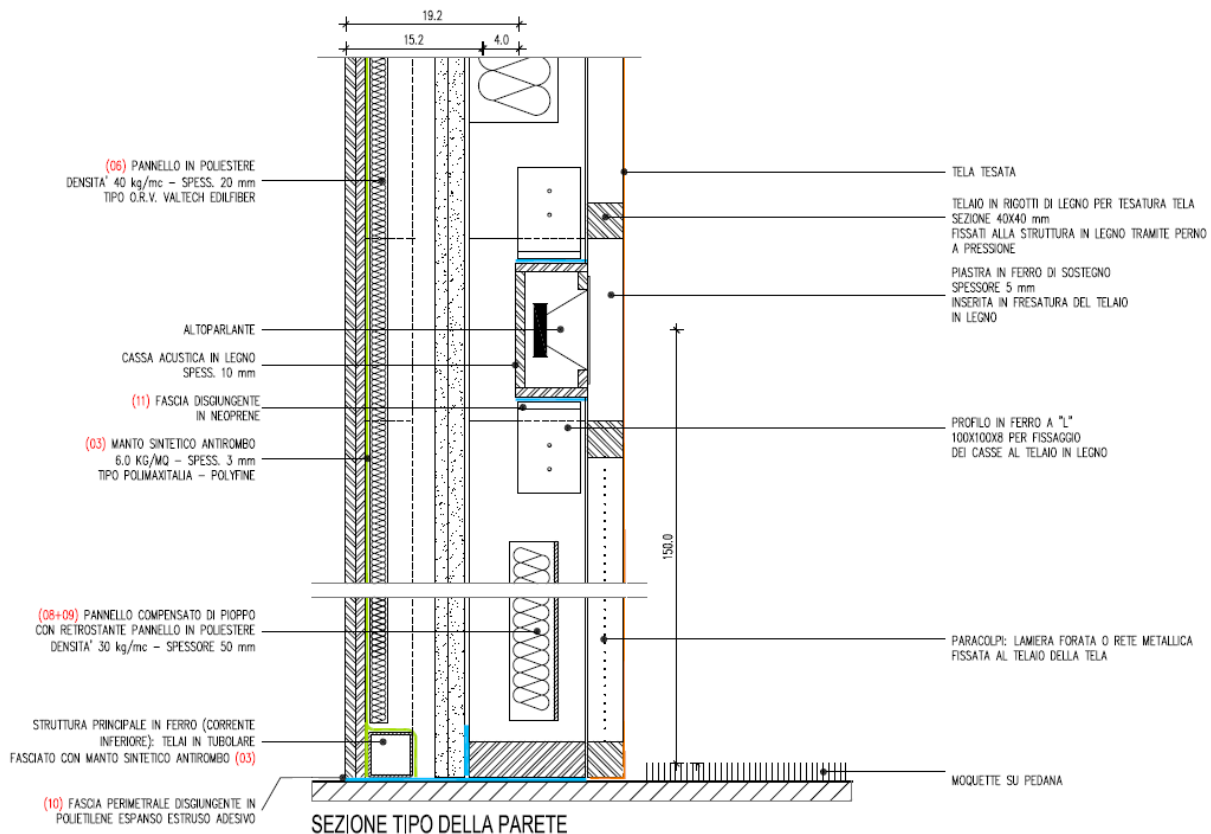 19.2
15.2
4.0
(06) PANNELLO IN POLIESTERE
DENSITA' 40 kg/mc – SPESS. 20 mm
TIPO O.R.V. VALTECH EDILFIBER
ALTOPARLANTE
CASSA ACUSTICA IN LEGNO
SPESS. 10 mm
(11) FASCIA DISGIUNGENTE
IN NEOPRENE
(03) MANTO SINTETICO ANTIROMBO
6.0 KG/MQ – SPESS. 3 mm
TIPO POLIMAXITALIA – POLYFINE
(08+09) PANNELLO COMPENSATO DI PIOPPO
CON RETROSTANTE PANNELLO IN POLIESTERE
DENSITA' 30 kg/mc – SPESSORE 50 mm
STRUTTURA PRINCIPALE IN FERRO (CORRENTE
INFERIORE): TELAI IN TUBOLARE
FASCIATO CON MANTO SINTETICO ANTIROMBO (03)
(10) FASCIA PERIMETRALE DISGIUNGENTE IN
POLIETILENE ESPANSO ESTRUSO ADESIVO
TELA TESATA
TELAIO IN RIGOTTI DI LEGNO PER TESATURA TELA
SEZIONE 40X40 mm
FISSATI ALLA STRUTTURA IN LEGNO TRAMITE PERNO
A PRESSIONE
PIASTRA IN FERRO DI SOSTEGNO
SPESSORE 5 mm
INSERITA IN FRESATURA DEL TELAIO
IN LEGNO
PROFILO IN FERRO A "L"
100X100X8 PER FISSAGGIO
DEI CASSE AL TELAIO IN LEGNO
150.0
PARACOLPI: LAMIERA FORATA O RETE METALLICA
FISSATA AL TELAIO DELLA TELA
MOQUETTE SU PEDANA
SEZIONE TIPO DELLA PARETE